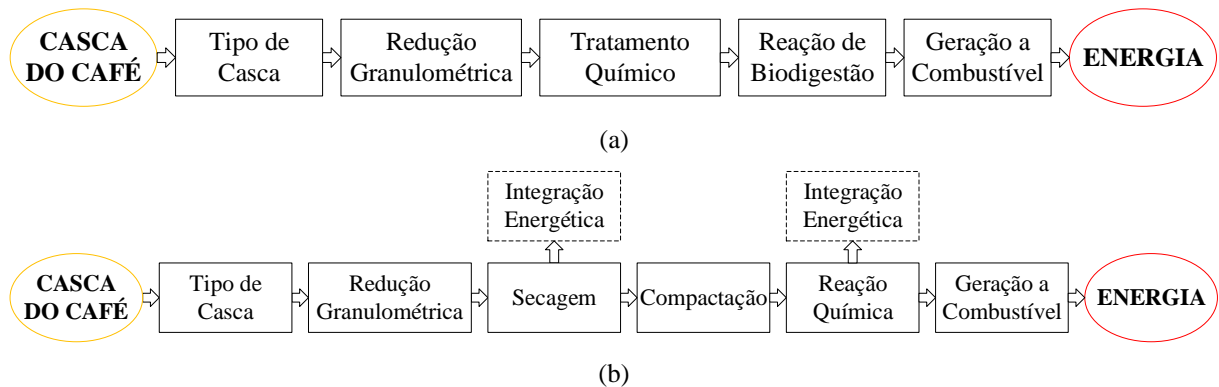 CASCA
DO CAFÉ
Tipo de
Casca
Redução
Granulométrica
Tratamento
Químico
Reação de
Biodigestão
Geração a
Combustível
ENERGIA
(a)
Integração
Energética
Integração
Energética
CASCA
DO CAFÉ
Tipo de
Casca
Redução
Granulométrica
Secagem
Compactação
Reação
Química
Geração a
Combustível
ENERGIA
(b)